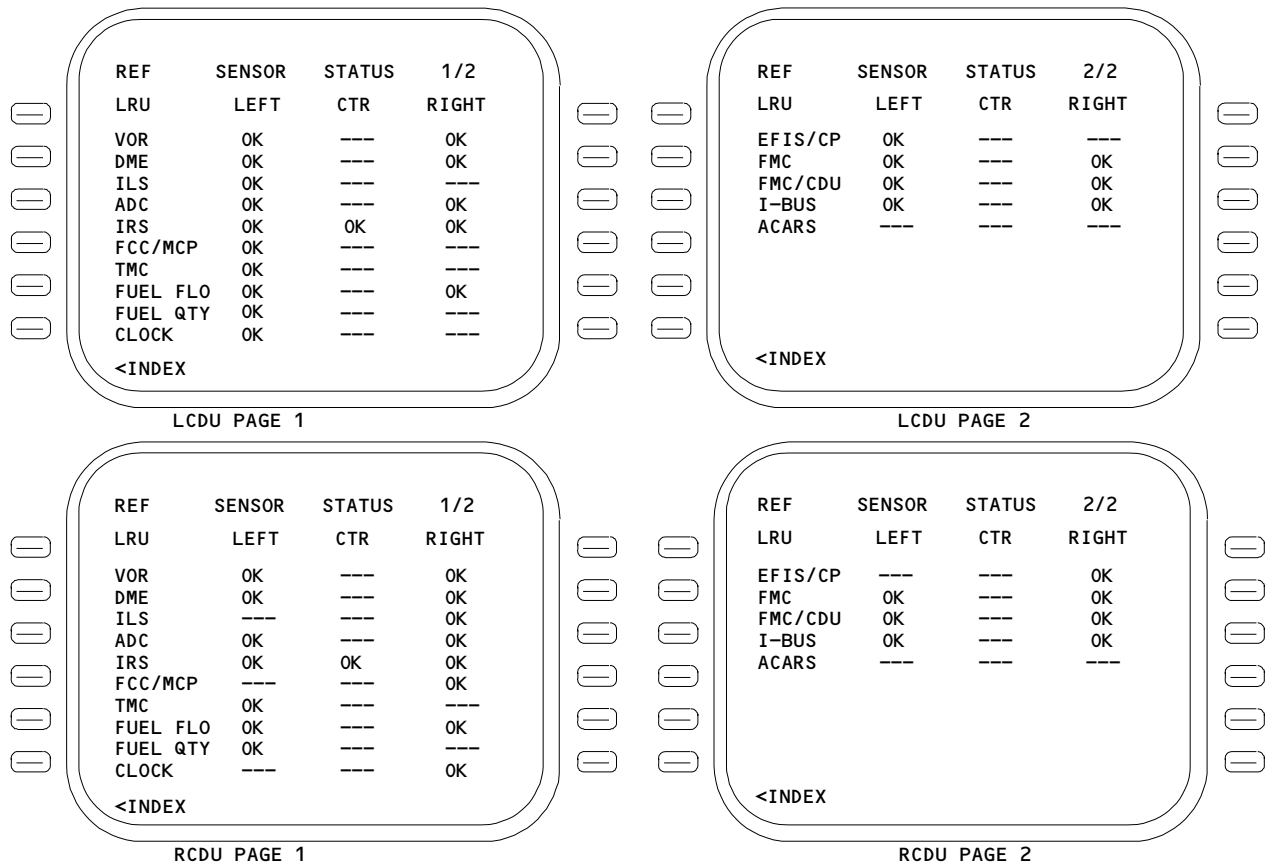 REF SENSOR STATUS 1/2
LRU LEFT CTR RIGHT
VOR OK --- OK
DME OK --- OK
ILS OK --- ---
ADC OK --- OK
IRS OK OK OK
FCC/MCP OK --- ---
TMC OK --- ---
FUEL FLO OK --- OK
FUEL QTY OK --- ---
CLOCK OK --- ---
<INDEX
LCDU PAGE 1
REF SENSOR STATUS 2/2
LRU LEFT CTR RIGHT
EFIS/CP OK --- ---
FMC OK --- OK
FMC/CDU OK --- OK
I-BUS OK --- OK
ACARS --- --- ---
<INDEX
LCDU PAGE 2
REF SENSOR STATUS 1/2
LRU LEFT CTR RIGHT
VOR OK --- OK
DME OK --- OK
ILS --- --- OK
ADC OK --- OK
IRS OK OK OK
FCC/MCP --- --- OK
TMC OK --- ---
FUEL FLO OK --- OK
FUEL QTY OK --- ---
CLOCK --- --- OK
<INDEX
RCDU PAGE 1
REF SENSOR STATUS 2/2
LRU LEFT CTR RIGHT
EFIS/CP --- --- OK
FMC OK --- OK
FMC/CDU OK --- OK
I-BUS OK --- OK
ACARS --- --- ---
<INDEX
RCDU PAGE 2